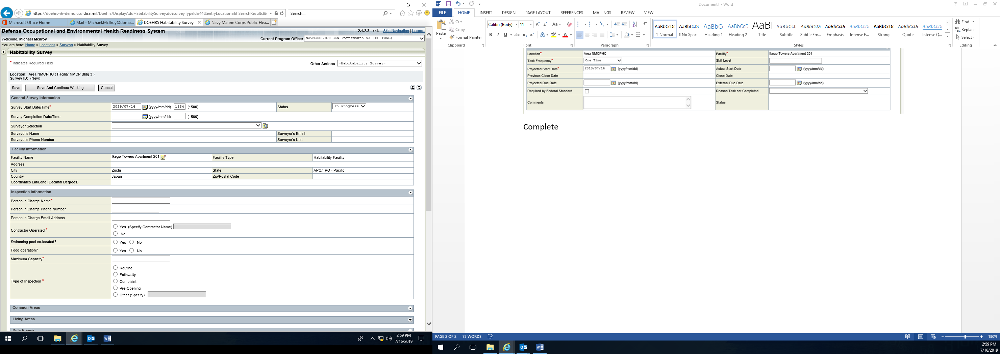 https://doehrs-ih-demo.csd.disa.mil/Doehrs/DisplayAddHabitabilitySurvey.do?surveyTypeId=44&entryLocation=EhSearchResults&c
Search...
Microsoft Office Home
Mail - Michael.McIlroy@doma...
DOEHRS Habitability Survey
Navy Marine Corps Public Hea...
Defense Occupational and Environmental Health Readiness System
2.1.2.8 - x4k Skip Navigation | Logout
Welcome, Michael Mcilroy
Current Program Office: NAVMCPUBHLTHCEN Portsmouth VA (EH TRNG)
You are here: Home > Locations > Surveys > Habitability Survey
Habitability Survey
* Indicates Required Field
Other Actions -Habitability Survey-
Location: Area NMCPHC ( Facility NMCP Bldg 3 )
Survey ID: (New)
Save Save And Continue Working Cancel
General Survey Information
Survey Start Date/Time* 2019/07/16 (yyyy/mm/dd) 1334 (1500) Status In Progress
Survey Completion Date/Time (yyyy/mm/dd) (1500)
Surveyor Selection
Surveyor's Name Surveyor's Email
Surveyor's Phone Number Surveyor's Unit
Facility Information
Facility Name Ikego Towers Apartment 201 Facility Type Habitability Facility
Address
City Zushi State APO/FPO - Pacific
Country Japan Zip/Postal Code
Coordinates Lat/Long (Decimal Degrees)
Inspection Information
Person in Charge Name*
Person in Charge Phone Number
Person in Charge Email Address
Contractor Operated * Yes (Specify Contractor Name)
No
Swimming pool co-located? Yes No
Food operation? Yes No
Maximum Capacity*
Type of Inspection *
Routine
Follow-Up
Complaint
Pre-Opening
Other (Specify)
Common Areas
Living Areas
Duty Rooms
2:59 PM
7/16/2019
Document1 - Word
FILE HOME INSERT DESIGN PAGE LAYOUT REFERENCES MAILINGS REVIEW VIEW
Paste
Cut
Copy
Format Painter
Clipboard
Calibri (Body) 11
Font
Paragraph
AaBbCcDc AaBbCcDc AaBbC( AaBbCcE AaBl AaBbCcC AaBbCcDc AaBbCcDc AaBbCcDc AaBbCcDc AaBbCcDc AaBbCcDc
¶ Normal ¶ No Spac... Heading 1 Heading 2 Title Subtitle Subtle Em... Emphasis Intense E... Strong Quote Intense Q...
Styles
Find
Replace
Select
Editing
Location* Area NMCPHC Facility* Ikego Towers Apartment 201
Task Frequency* One Time Skill Level
Projected Start Date* 2019/07/16 (yyyy/mm/dd) Actual Start Date (yyyy/mm/dd)
Previous Close Date Close Date
Projected Due Date (yyyy/mm/dd) External Due Date (yyyy/mm/dd)
Required by Federal Standard Reason Task not Completed
Comments Status
Complete
PAGE 2 OF 2 73 WORDS
180%
2:59 PM
7/16/2019